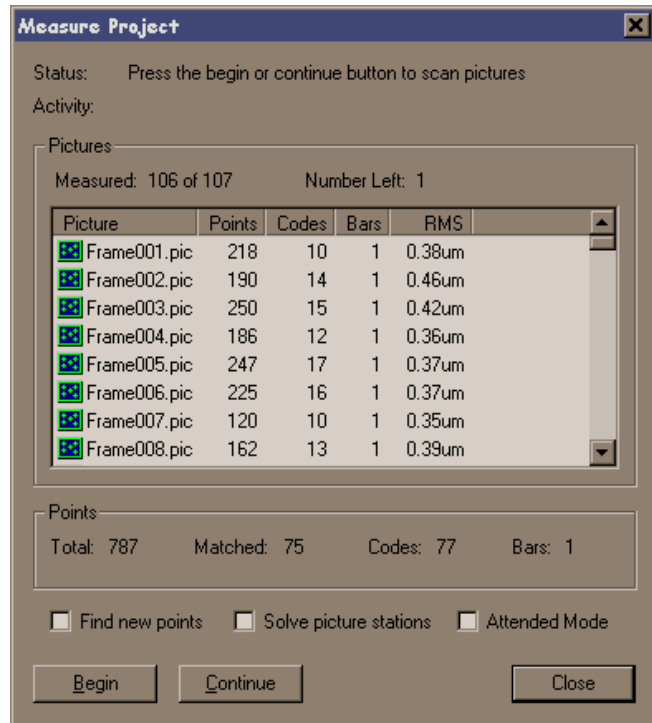 Measure Project
Status: Press the begin or continue button to scan pictures
Activity:
Pictures
Measured: 106 of 107 Number Left: 1
Picture Points Codes Bars RMS
Frame001.pic 218 10 1 0.38um
Frame002.pic 190 14 1 0.46um
Frame003.pic 250 15 1 0.42um
Frame004.pic 186 12 1 0.36um
Frame005.pic 247 17 1 0.37um
Frame006.pic 225 16 1 0.37um
Frame007.pic 120 10 1 0.35um
Frame008.pic 162 13 1 0.39um
Points
Total: 787 Matched: 75 Codes: 77 Bars: 1
Find new points Solve picture stations Attended Mode
Begin Continue Close